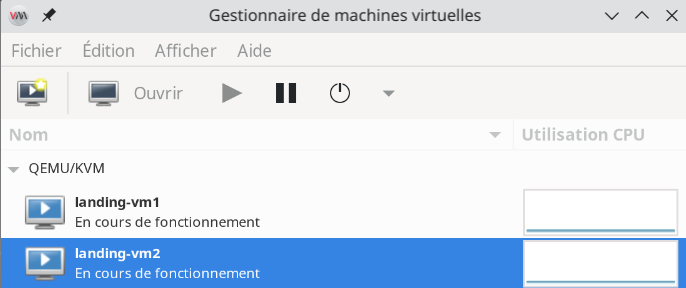 Gestionnaire de machines virtuelles
Fichier Édition Afficher Aide
Ouvrir
Nom Utilisation CPU
QEMU/KVM
landing-vm1
En cours de fonctionnement
landing-vm2
En cours de fonctionnement